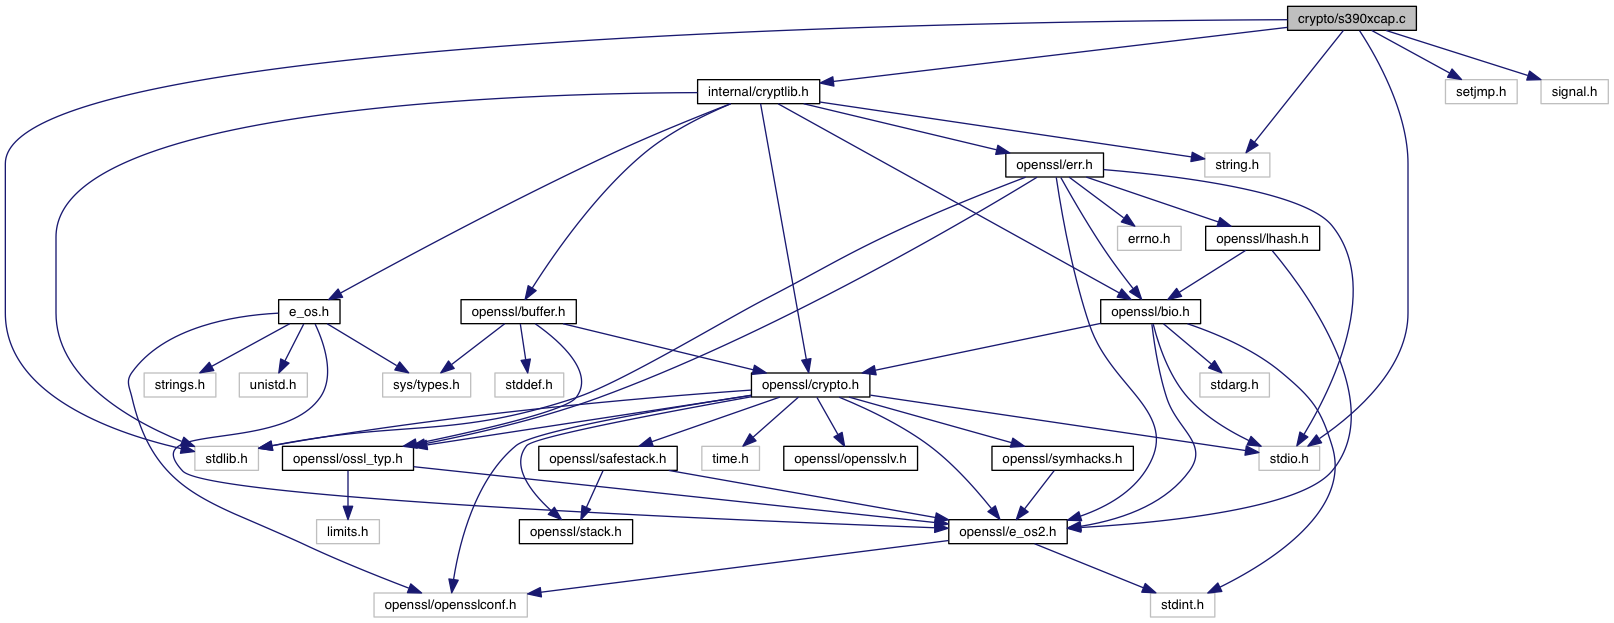 crypto/s390xcap.c
internal/cryptlib.h
setjmp.h
signal.h
openssl/err.h
string.h
errno.h
openssl/lhash.h
e_os.h
openssl/buffer.h
openssl/bio.h
strings.h
unistd.h
sys/types.h
stddef.h
openssl/crypto.h
stdarg.h
stdlib.h
openssl/ossl_typ.h
openssl/safestack.h
time.h
openssl/opensslv.h
openssl/symhacks.h
stdio.h
limits.h
openssl/stack.h
openssl/e_os2.h
openssl/opensslconf.h
stdint.h